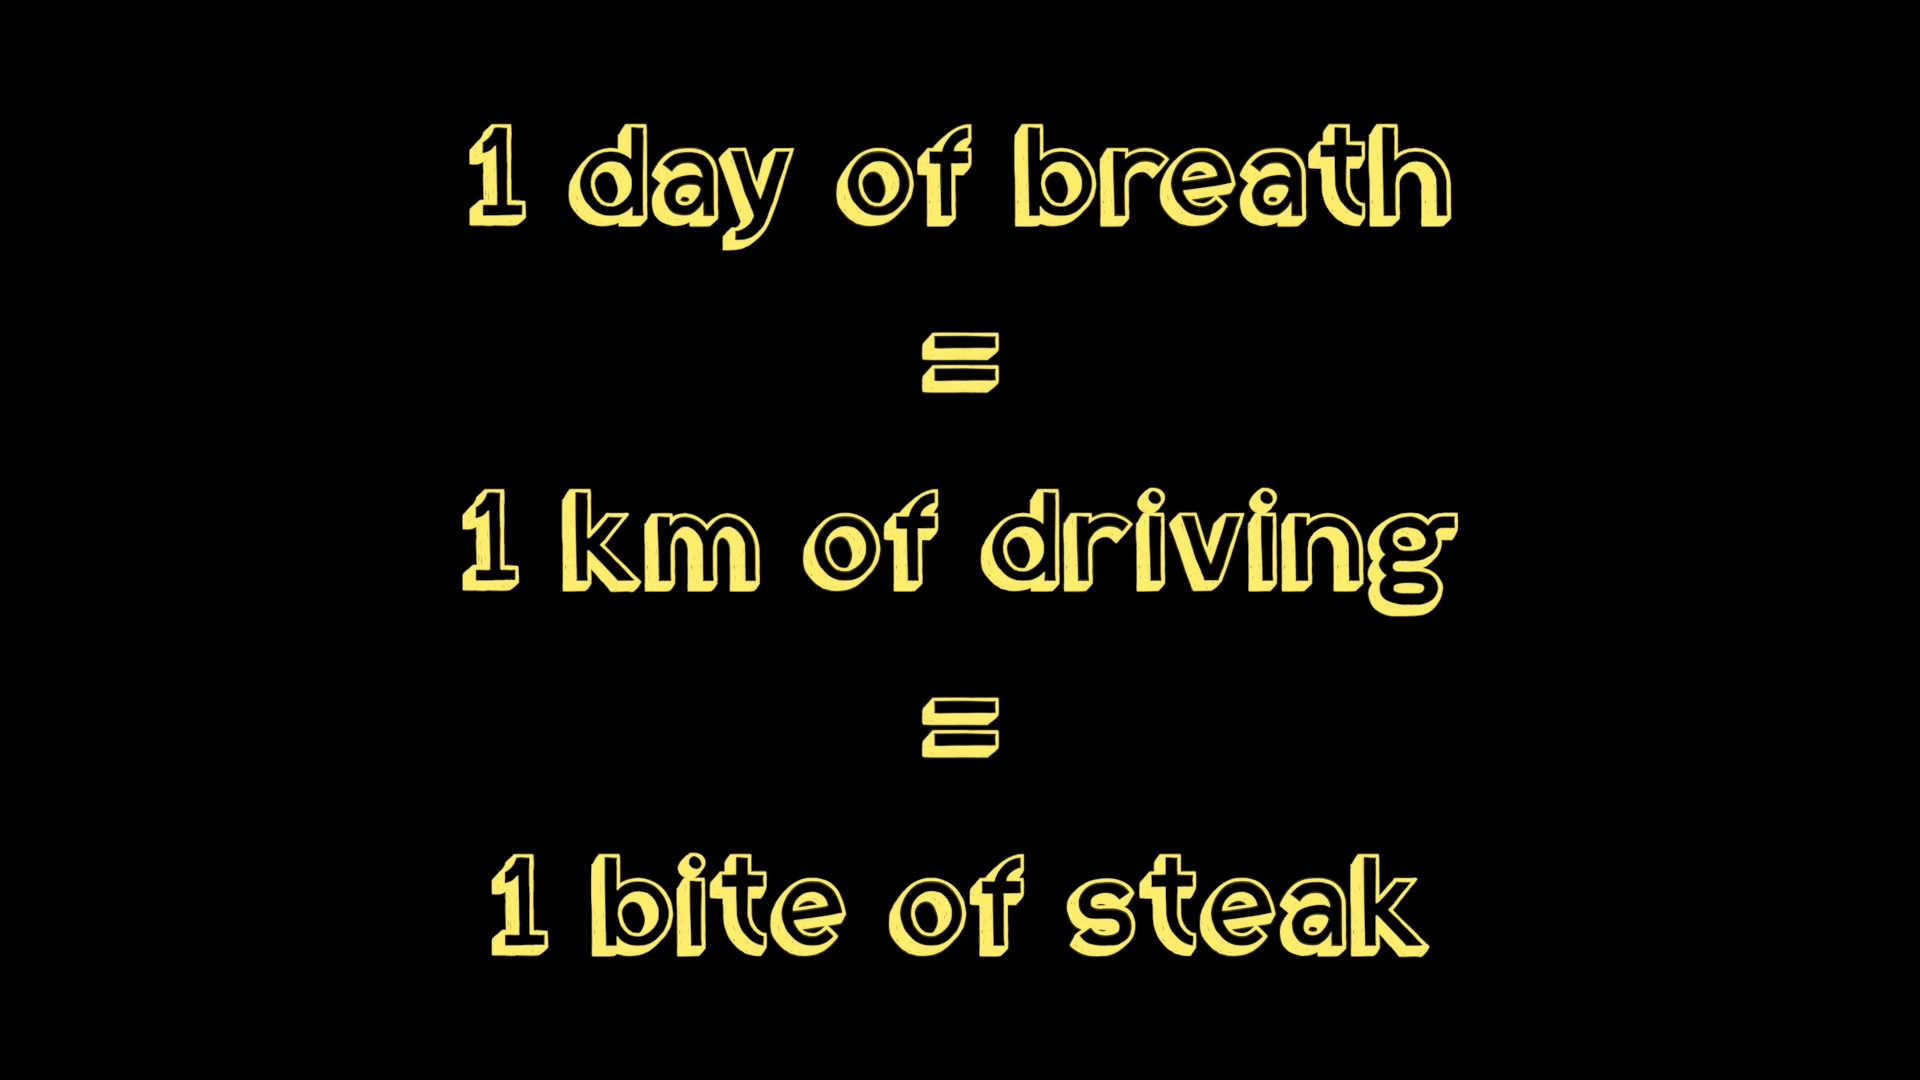 1 day of breath
=
1 km of driving
=
1 bite of steak